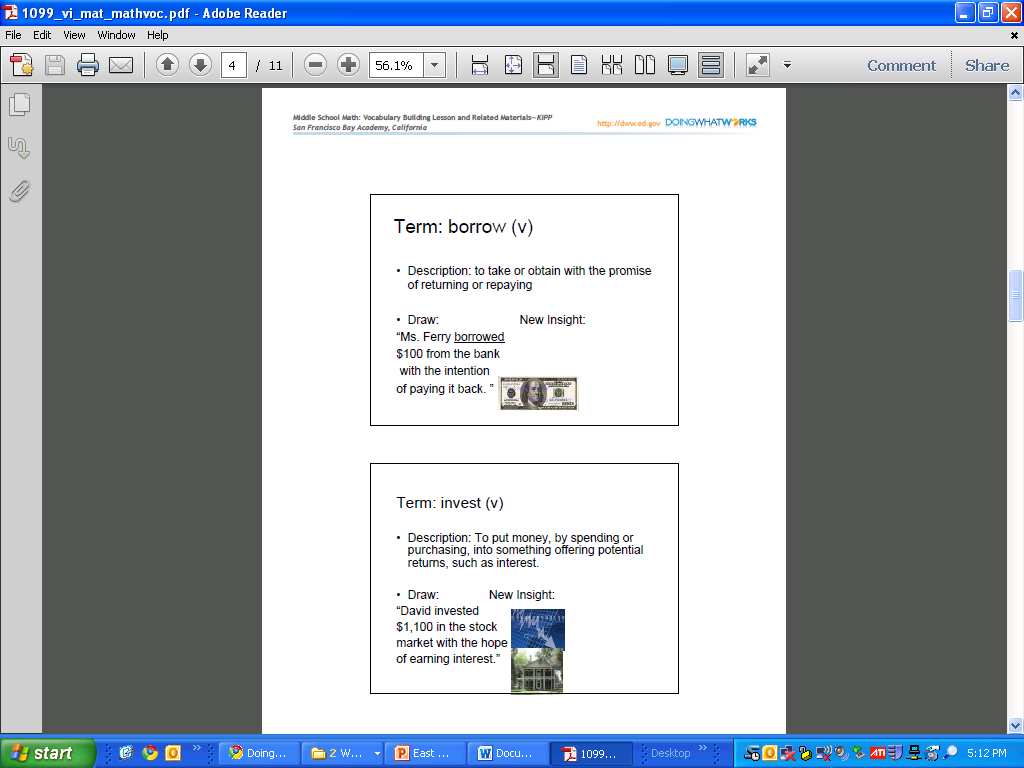 1099_vi_mat_mathvoc.pdf - Adobe Reader
File Edit View Window Help
4 / 11 56.1% Comment Share
Middle School Math: Vocabulary Building Lesson and Related Materials—KIPP
San Francisco Bay Academy, California
http://dww.ed.gov DOINGWHATWORKS
Term: borrow (v)
• Description: to take or obtain with the promise
of returning or repaying
• Draw: New Insight:
“Ms. Ferry borrowed
$100 from the bank
with the intention
of paying it back. ”
Term: invest (v)
• Description: To put money, by spending or
purchasing, into something offering potential
returns, such as interest.
• Draw: New Insight:
“David invested
$1,100 in the stock
market with the hope
of earning interest.”
start Doing... 2 W... East ... Docu... 1099... Desktop ATI 5:12 PM